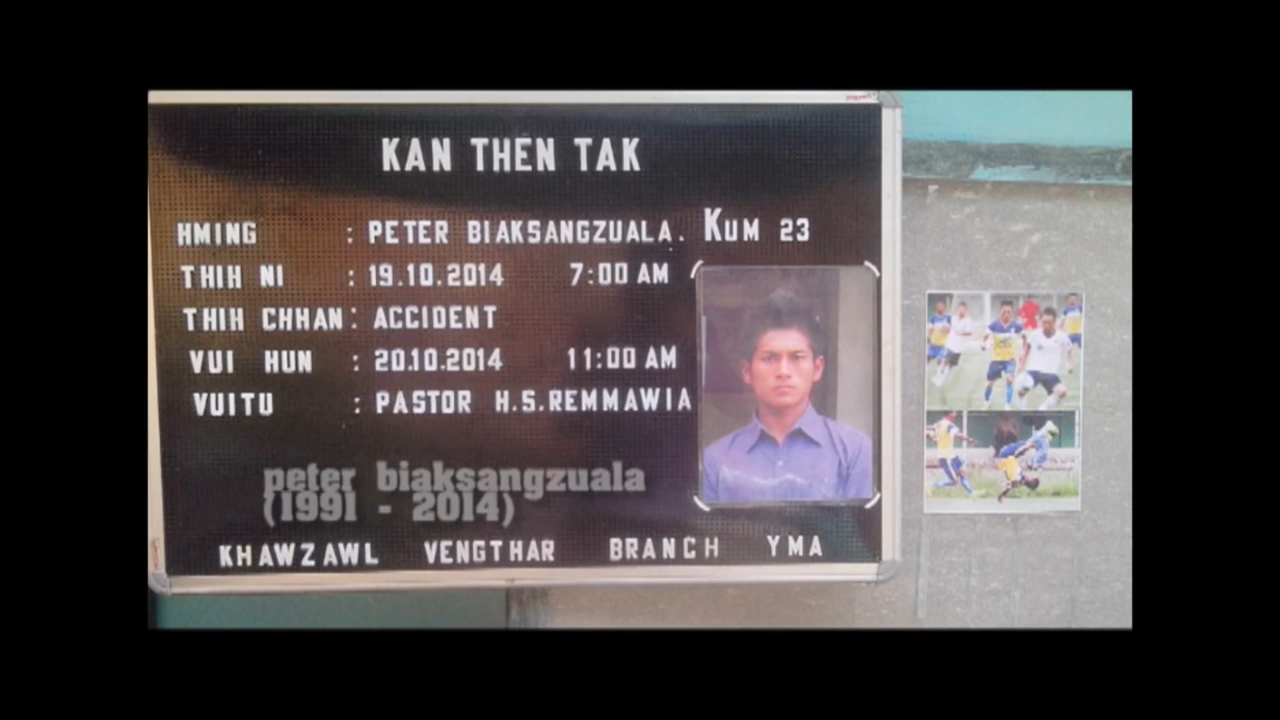 KAN THEN TAK
HMING : PETER BIAKSANGZUALA. KUM 23
THIH NI : 19.10.2014 7:00 AM
THIH CHHAN : ACCIDENT
VUI HUN : 20.10.2014 11:00 AM
VUITU : PASTOR H.S.REMMAWIA
peter biaksangzuala
(1991 - 2014)
KHAWZAWL VENGTHAR BRANCH YMA